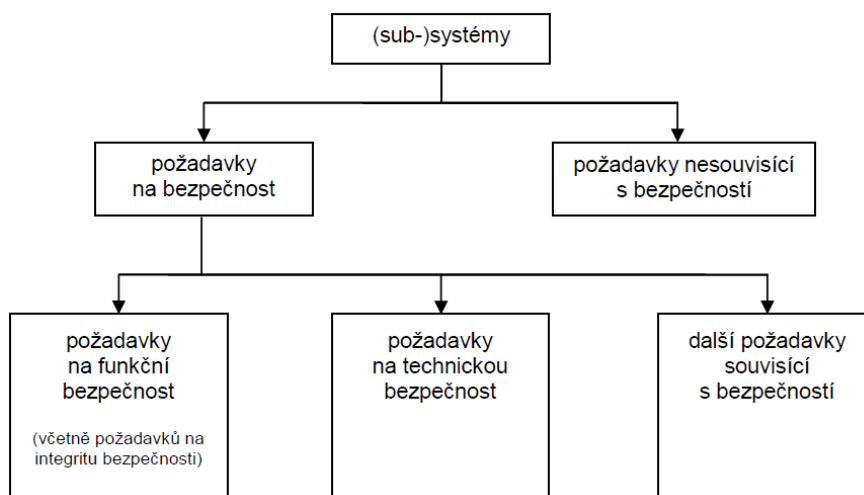 (sub-)systémy
požadavky
na bezpečnost
požadavky nesouvisící
s bezpečností
požadavky
na funkční
bezpečnost
(včetně požadavků na
integritu bezpečnosti)
požadavky
na technickou
bezpečnost
další požadavky
souvisící
s bezpečností